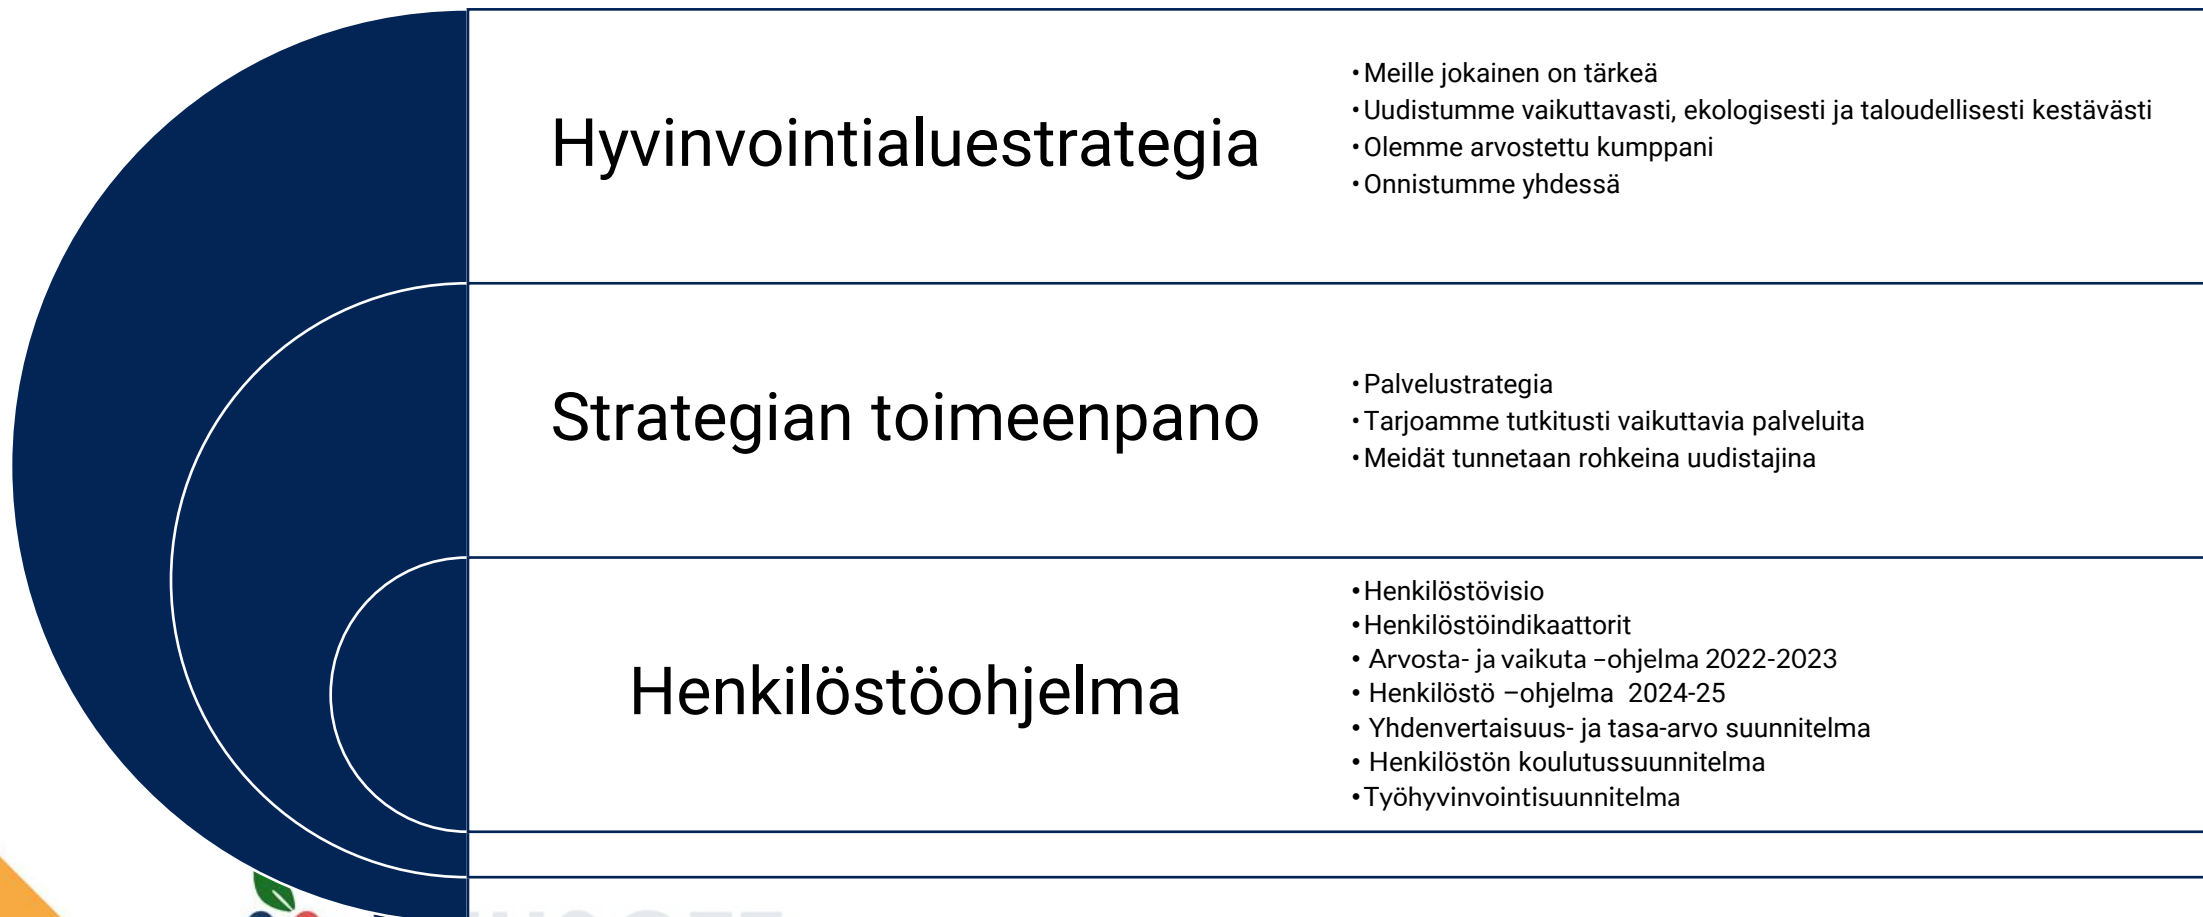 Hyvinvointialuestrategia
•Meille jokainen on tärkeä
•Uudistumme vaikuttavasti, ekologisesti ja taloudellisesti kestävästi
•Olemme arvostettu kumppani
•Onnistumme yhdessä
Strategian toimeenpano
•Palvelustrategia
•Tarjoamme tutkitusti vaikuttavia palveluita
•Meidät tunnetaan rohkeina uudistajina
Henkilöstöohjelma
•Henkilöstövisio
•Henkilöstöindikaattorit
• Arvosta- ja vaikuta –ohjelma 2022-2023
• Henkilöstö –ohjelma 2024-25
• Yhdenvertaisuus- ja tasa-arvo suunnitelma
• Henkilöstön koulutussuunnitelma
•Työhyvinvointisuunnitelma